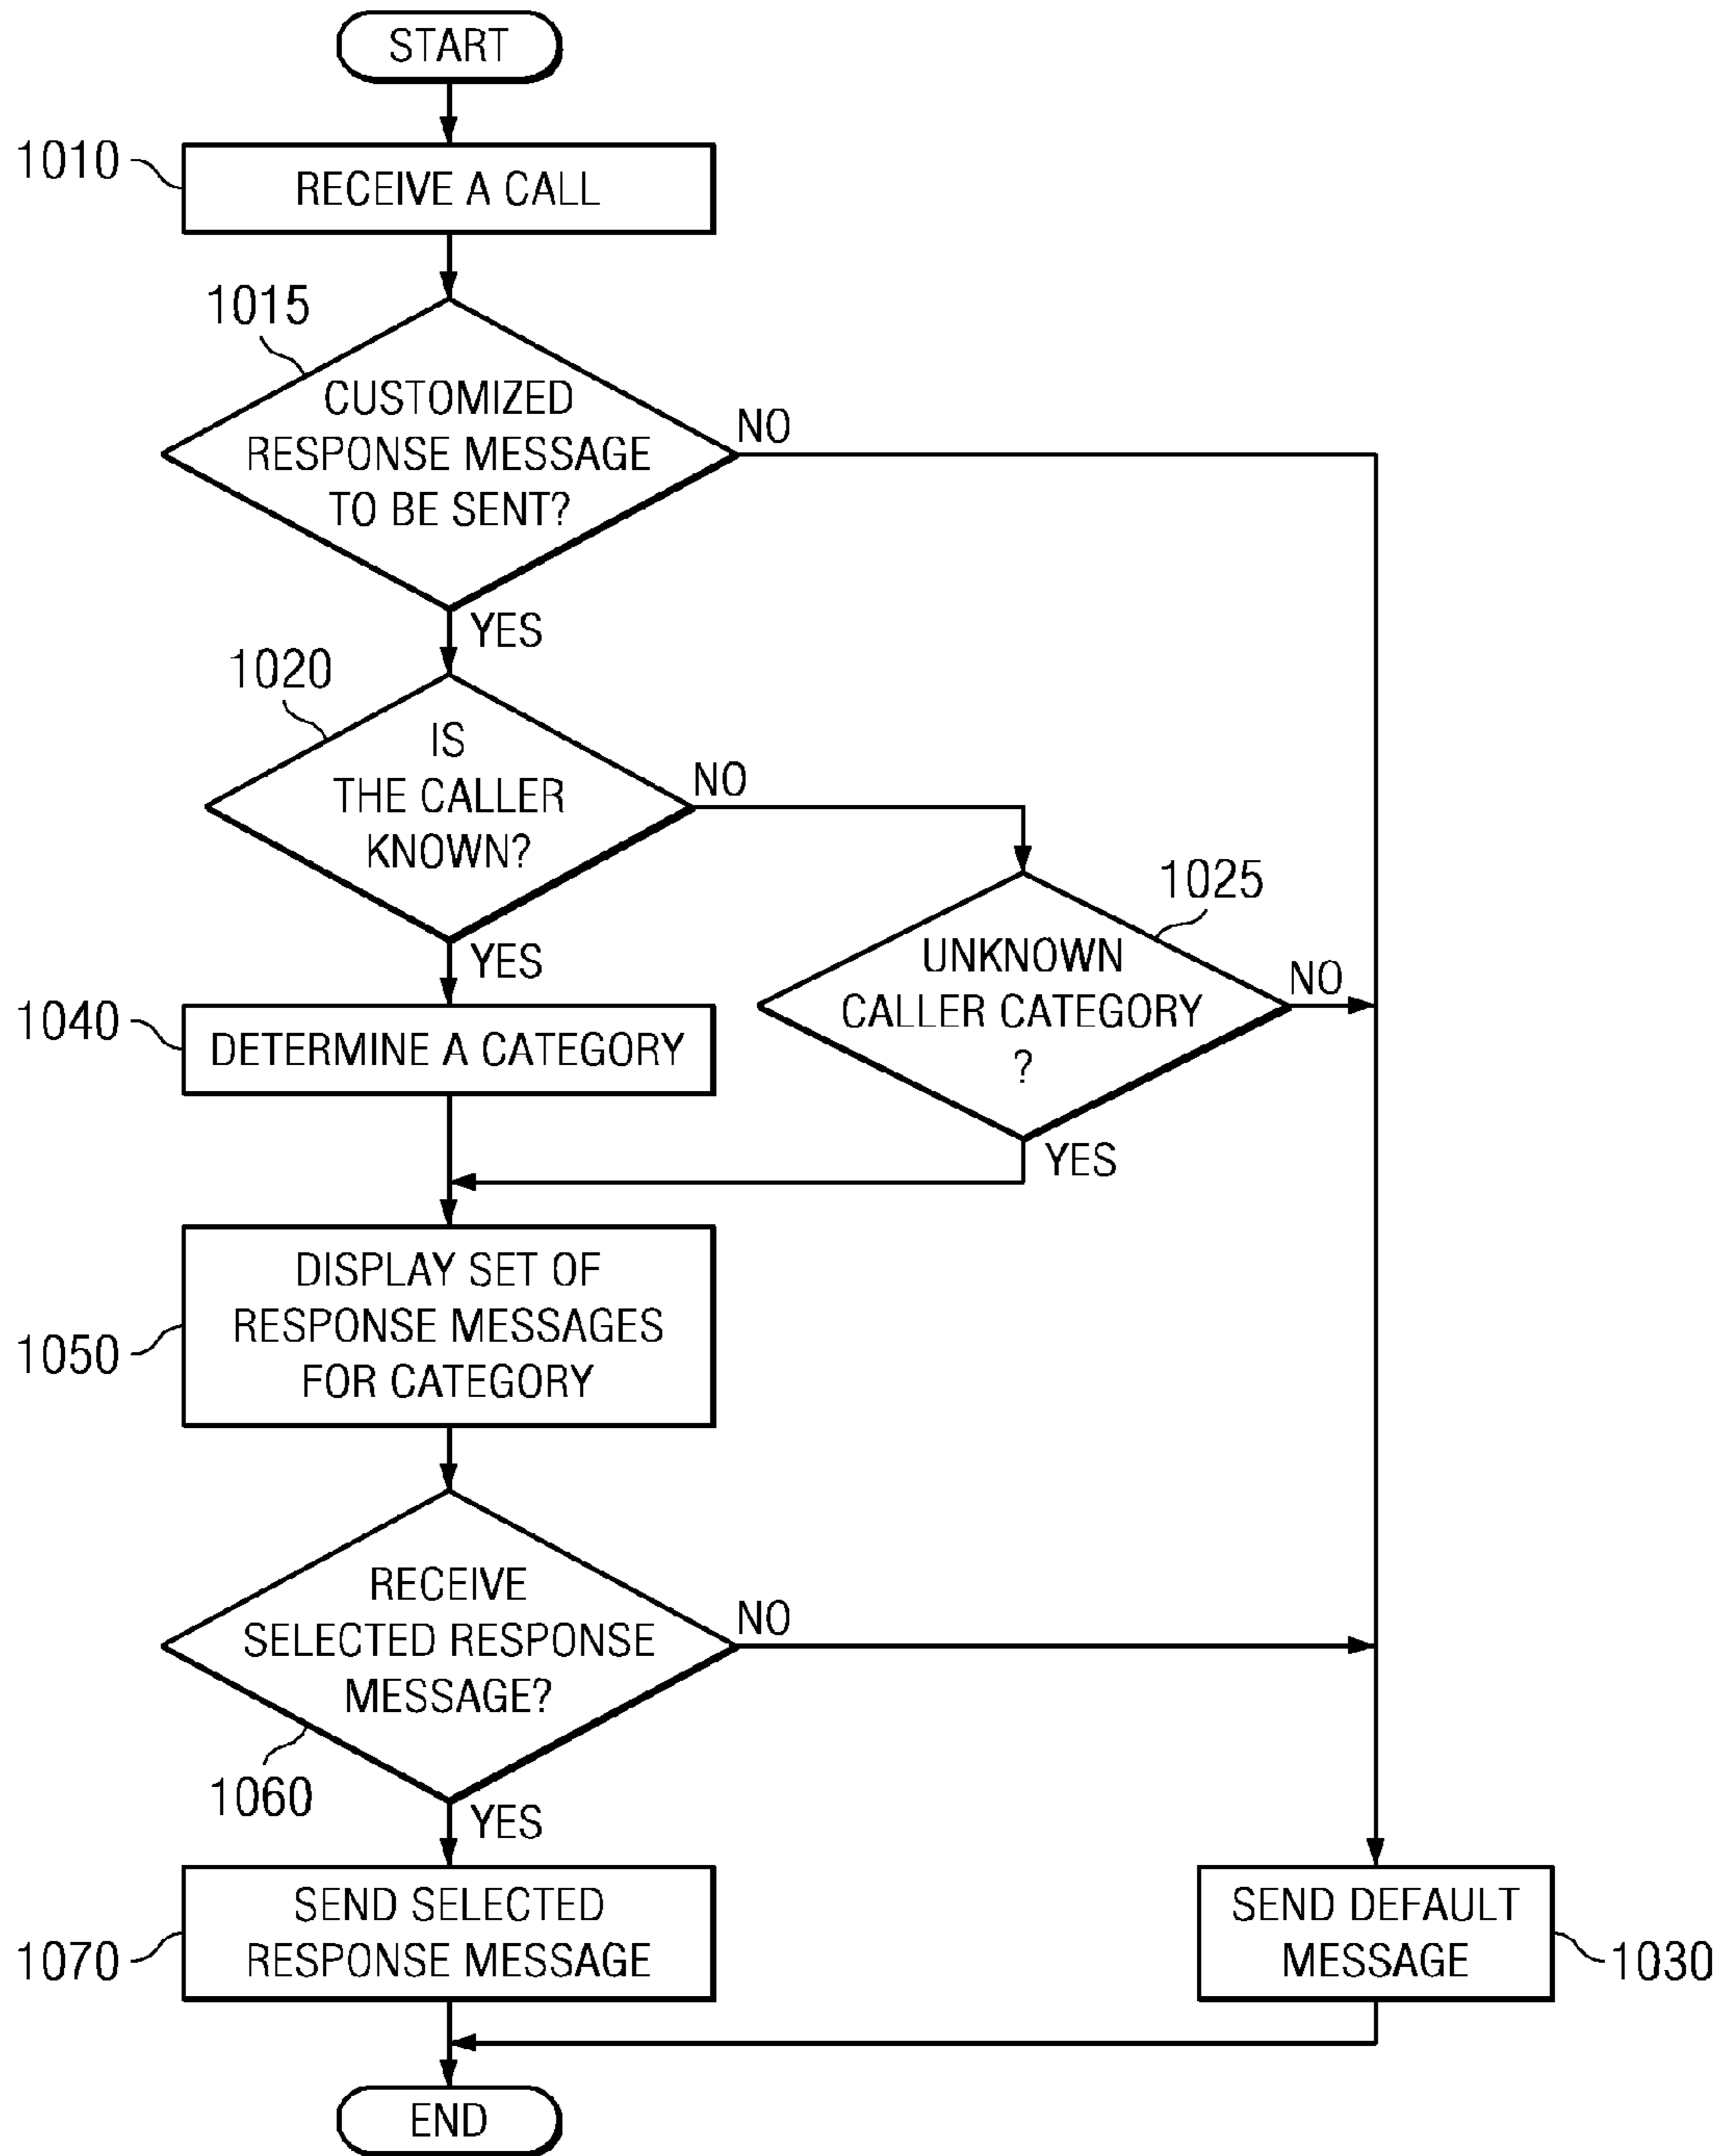 START
1010
RECEIVE A CALL
1015
CUSTOMIZED
RESPONSE MESSAGE
TO BE SENT?
NO
YES
1020
IS
THE CALLER
KNOWN?
NO
YES
1025
UNKNOWN
CALLER CATEGORY
?
NO
YES
1040
DETERMINE A CATEGORY
DISPLAY SET OF
RESPONSE MESSAGES
FOR CATEGORY
1050
RECEIVE
SELECTED RESPONSE
MESSAGE?
NO
1060
YES
SEND SELECTED
RESPONSE MESSAGE
1070
SEND DEFAULT
MESSAGE
1030
END